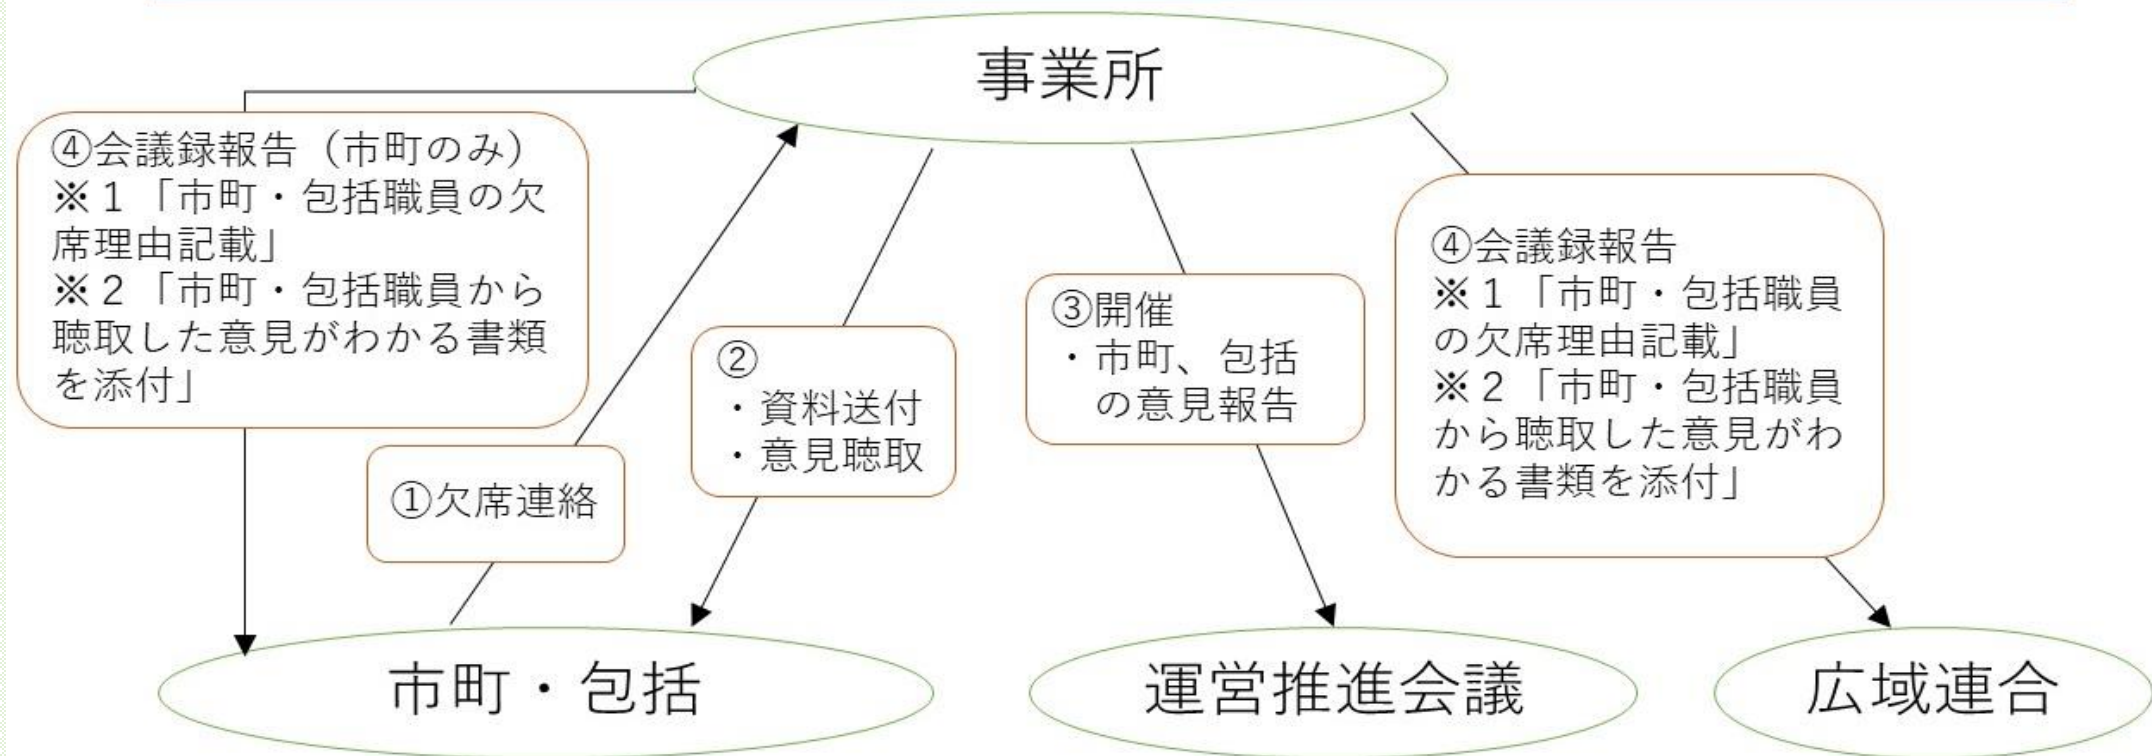 事業所
④会議録報告（市町のみ）
※１「市町・包括職員の欠
席理由記載」
※２「市町・包括職員から
聴取した意見がわかる書類
を添付」
①欠席連絡
②
・資料送付
・意見聴取
③開催
・市町、包括
の意見報告
④会議録報告
※１「市町・包括職員
の欠席理由記載」
※２「市町・包括職員
から聴取した意見がわ
かる書類を添付」
市町・包括
運営推進会議
広域連合